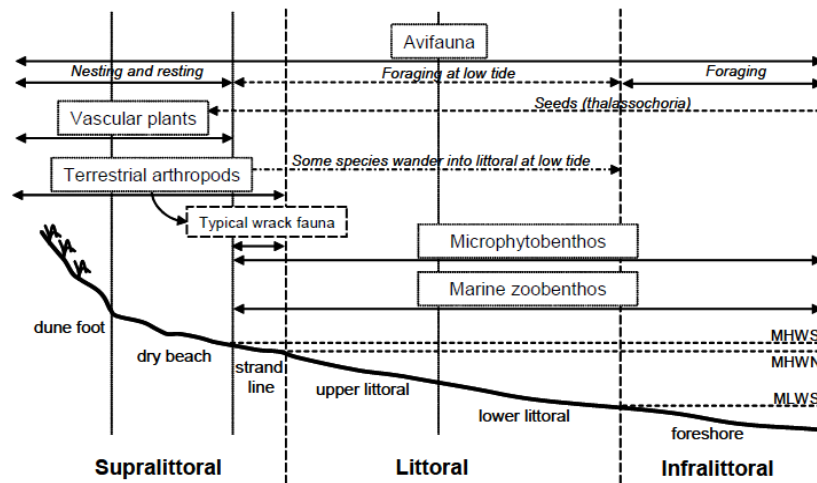 Avifauna
Nesting and resting
Foraging at low tide
Foraging
Seeds (thalassochoria)
Vascular plants
Some species wander into littoral at low tide
Terrestrial arthropods
Typical wrack fauna
Microphytobenthos
Marine zoobenthos
dune foot
dry beach
strand
line
upper littoral
lower littoral
foreshore
MHWS
MHWN
MLWS
Supralittoral
Littoral
Infralittoral